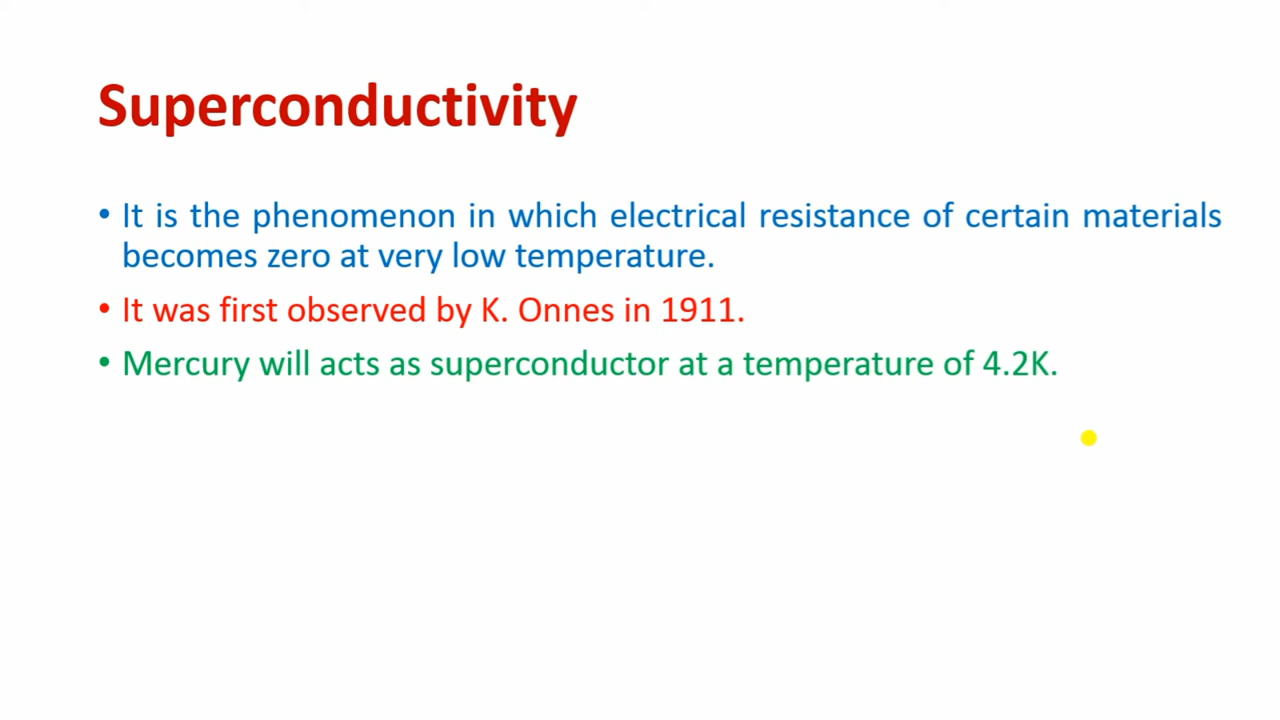 Superconductivity
• It is the phenomenon in which electrical resistance of certain materials
becomes zero at very low temperature.
• It was first observed by K. Onnes in 1911.
• Mercury will acts as superconductor at a temperature of 4.2K.